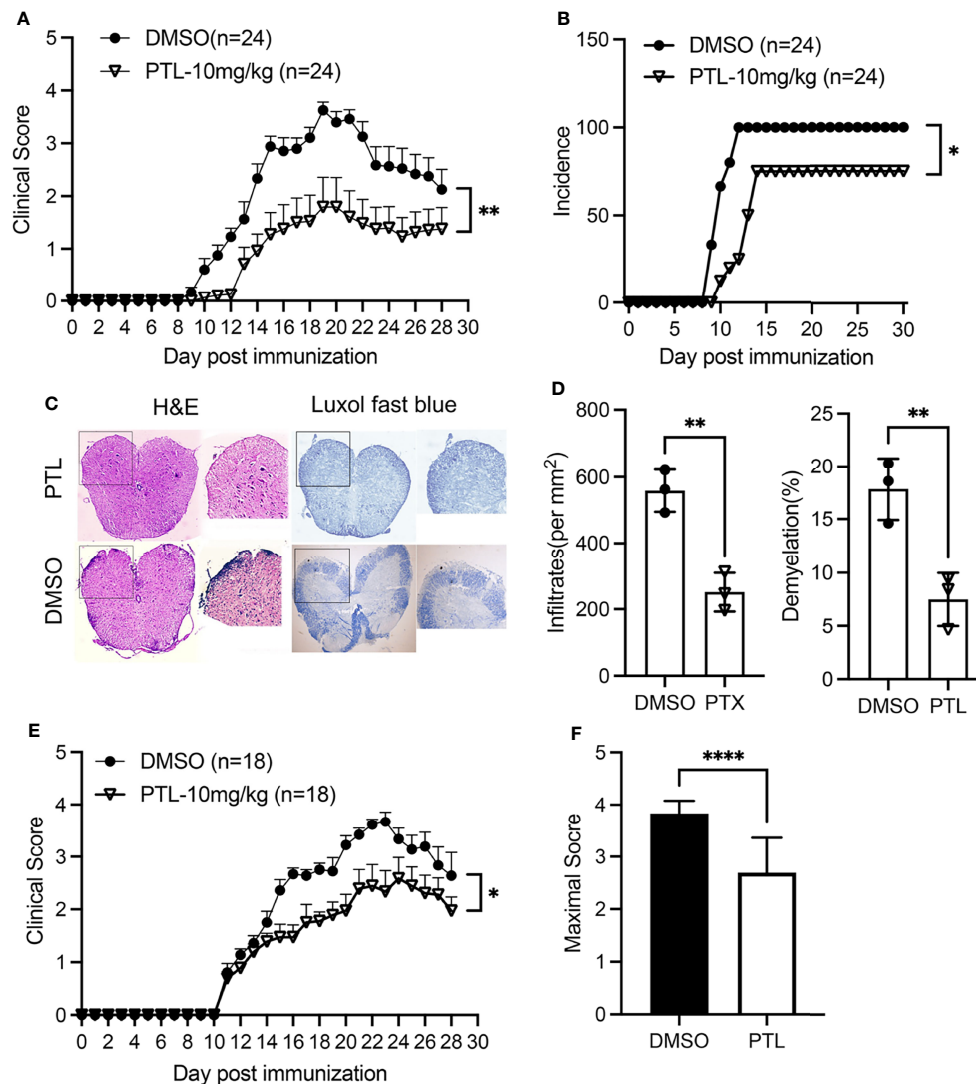 A
DMSO(n=24)
PTL-10mg/kg (n=24)
Clinical Score
5
4
3
2
1
0
**
0 2 4 6 8 10 12 14 16 18 20 22 24 26 28 30
Day post immunization
B
DMSO (n=24)
PTL-10mg/kg (n=24)
Incidence
150
100
50
0
*
0 5 10 15 20 25 30
Day post immunization
C
H&E Luxol fast blue
PTL
DMSO
D
Infiltrates(per mm²)
800
600
400
200
0
**
DMSO PTX
Demyelation(%)
25
20
15
10
5
0
**
DMSO PTL
E
DMSO (n=18)
PTL-10mg/kg (n=18)
Clinical Score
5
4
3
2
1
0
*
0 2 4 6 8 10 12 14 16 18 20 22 24 26 28 30
Day post immunization
F
Maximal Socre
5
4
3
2
1
0
****
DMSO PTL